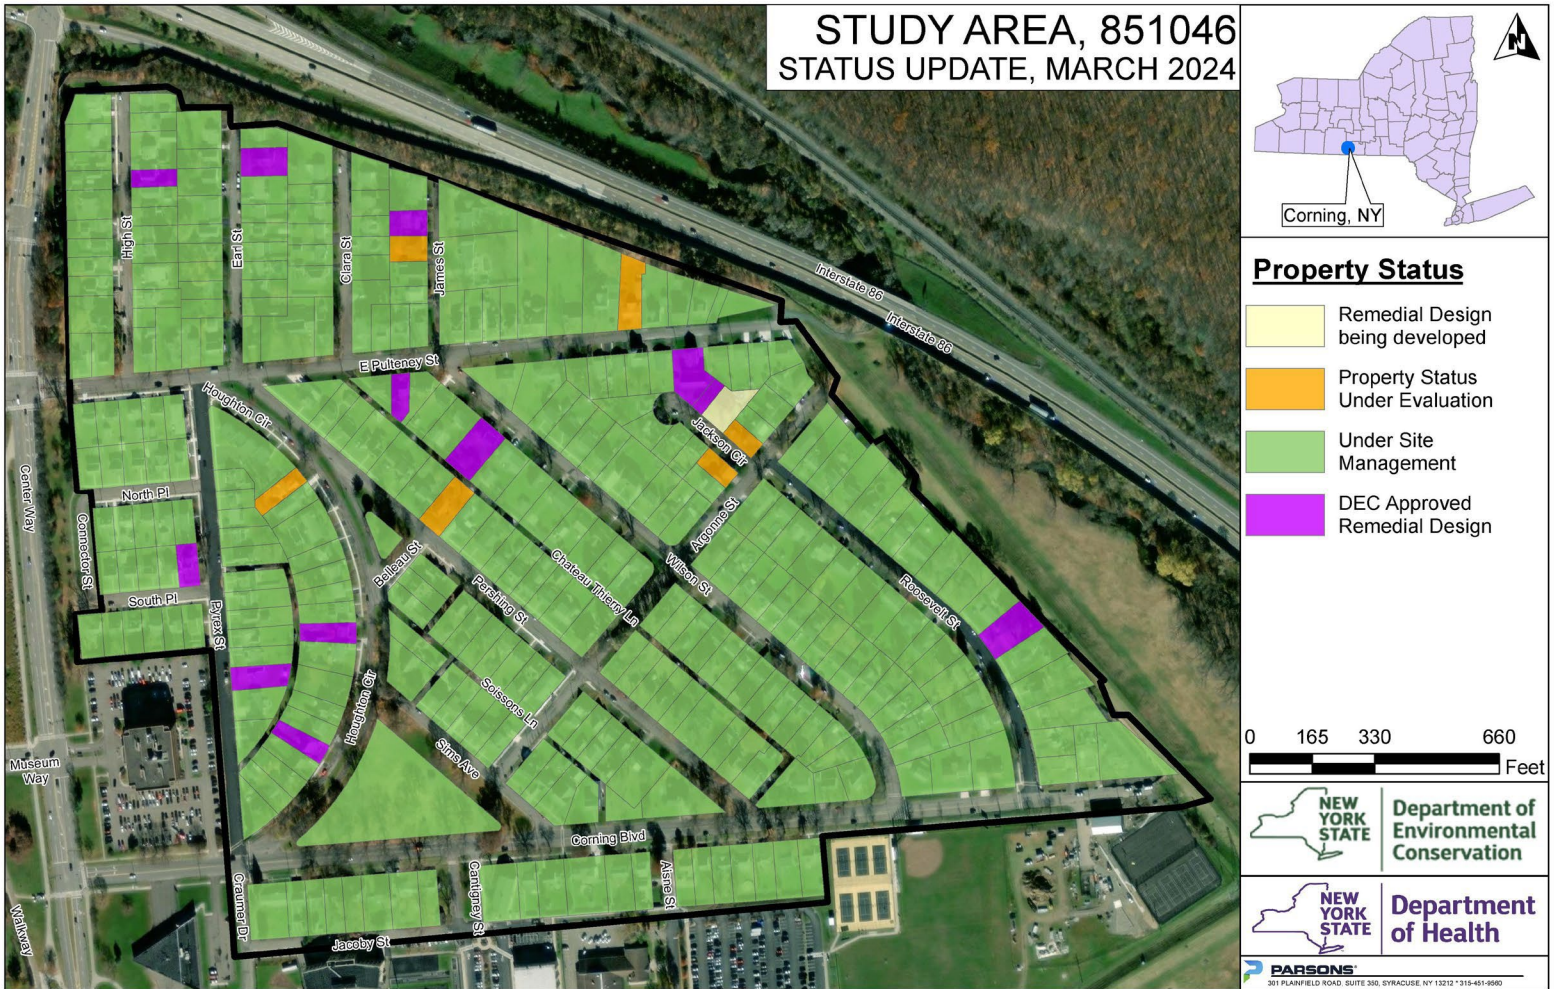 STUDY AREA, 851046
STATUS UPDATE, MARCH 2024
N
Corning, NY
Property Status
Remedial Design
being developed
Property Status
Under Evaluation
Under Site
Management
DEC Approved
Remedial Design
0 165 330 660
Feet
NEW
YORK
STATE
Department of
Environmental
Conservation
NEW
YORK
STATE
Department
of Health
PARSONS
301 PLAINFIELD ROAD, SUITE 350, SYRACUSE, NY 13212 * 315-451-9560
High St
Earl St
Clara St
James St
Interstate 86
Interstate 86
E Pulteney St
Houghton Cir
Jackson Cir
Center Way
North Pl
Connector St
Argonne St
Belleau St
Wilson St
Chateau Thierry Ln
Pershing St
Roosevelt St
South Pl
Pyrex St
Houghton Cir
Soissons Ln
Sims Ave
Museum
Way
Corning Blvd
Craumer Dr
Cantigney St
Aisne St
Walkway
Jacoby St